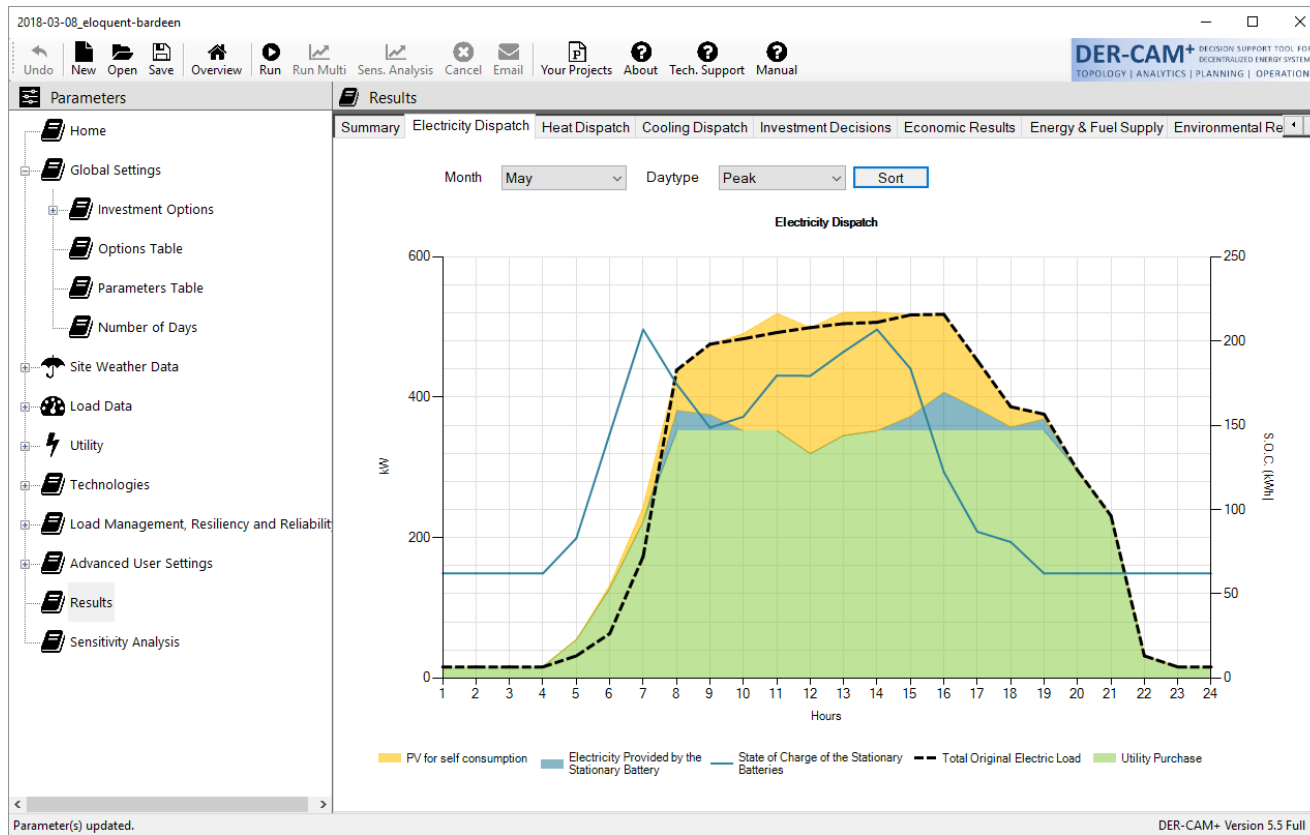 2018-03-08_eloquent-bardeen
Undo New Open Save Overview Run Run Multi Sens. Analysis Cancel Email Your Projects About Tech. Support Manual
DER-CAM+ DECISION SUPPORT TOOL FOR
DECENTRALIZED ENERGY SYSTEM
TOPOLOGY | ANALYTICS | PLANNING | OPERATION
Parameters
Results
Home
Global Settings
Investment Options
Options Table
Parameters Table
Number of Days
Site Weather Data
Load Data
Utility
Technologies
Load Management, Resiliency and Reliabilit
Advanced User Settings
Results
Sensitivity Analysis
Summary Electricity Dispatch Heat Dispatch Cooling Dispatch Investment Decisions Economic Results Energy & Fuel Supply Environmental Re
Month May Daytype Peak Sort
Electricity Dispatch
600
400
200
0
kW
250
200
150
100
50
0
S.O.C. (kWh)
1 2 3 4 5 6 7 8 9 10 11 12 13 14 15 16 17 18 19 20 21 22 23 24
Hours
PV for self consumption
Electricity Provided by the
Stationary Battery
State of Charge of the Stationary
Batteries
Total Original Electric Load
Utility Purchase
Parameter(s) updated.
DER-CAM+ Version 5.5 Full